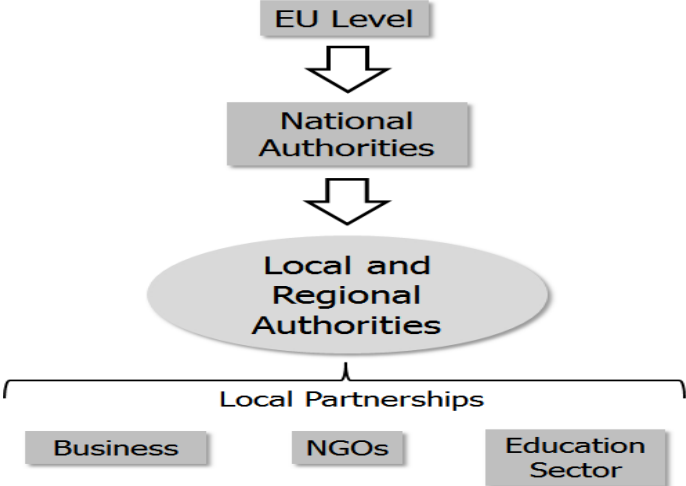 EU Level
National
Authorities
Local and
Regional
Authorities
Local Partnerships
Business
NGOs
Education
Sector